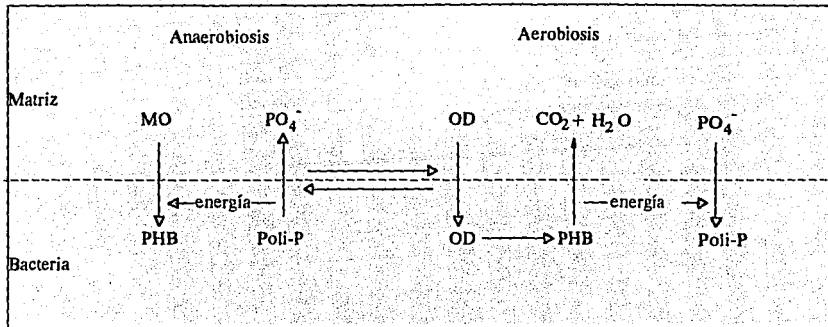 Anaerobiosis Aerobiosis
Matriz
MO PO₄⁻ OD CO₂ + H₂O PO₄⁻
energía energía
PHB Poli-P OD PHB Poli-P
Bacteria